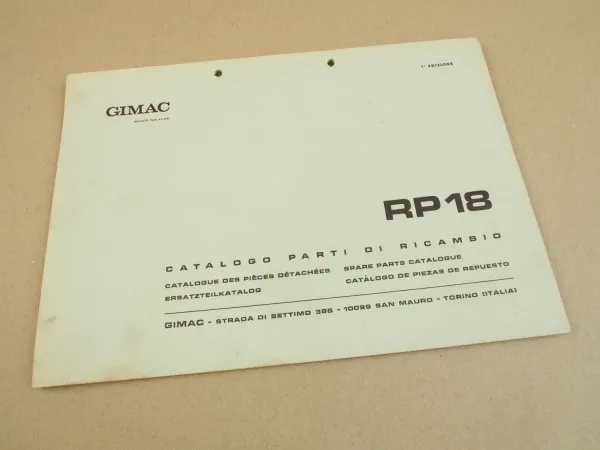 1ª EDIZIONE
GIMAC
RP18
CATALOGO PARTI DI RICAMBIO
CATALOGUE DES PIÈCES DÉTACHÉES SPARE PARTS CATALOGUE
ERSATZTEILKATALOG CATÁLOGO DE PIEZAS DE REPUESTO
GIMAC - STRADA DI SETTIMO 386 - 10099 SAN MAURO - TORINO (ITALIA)